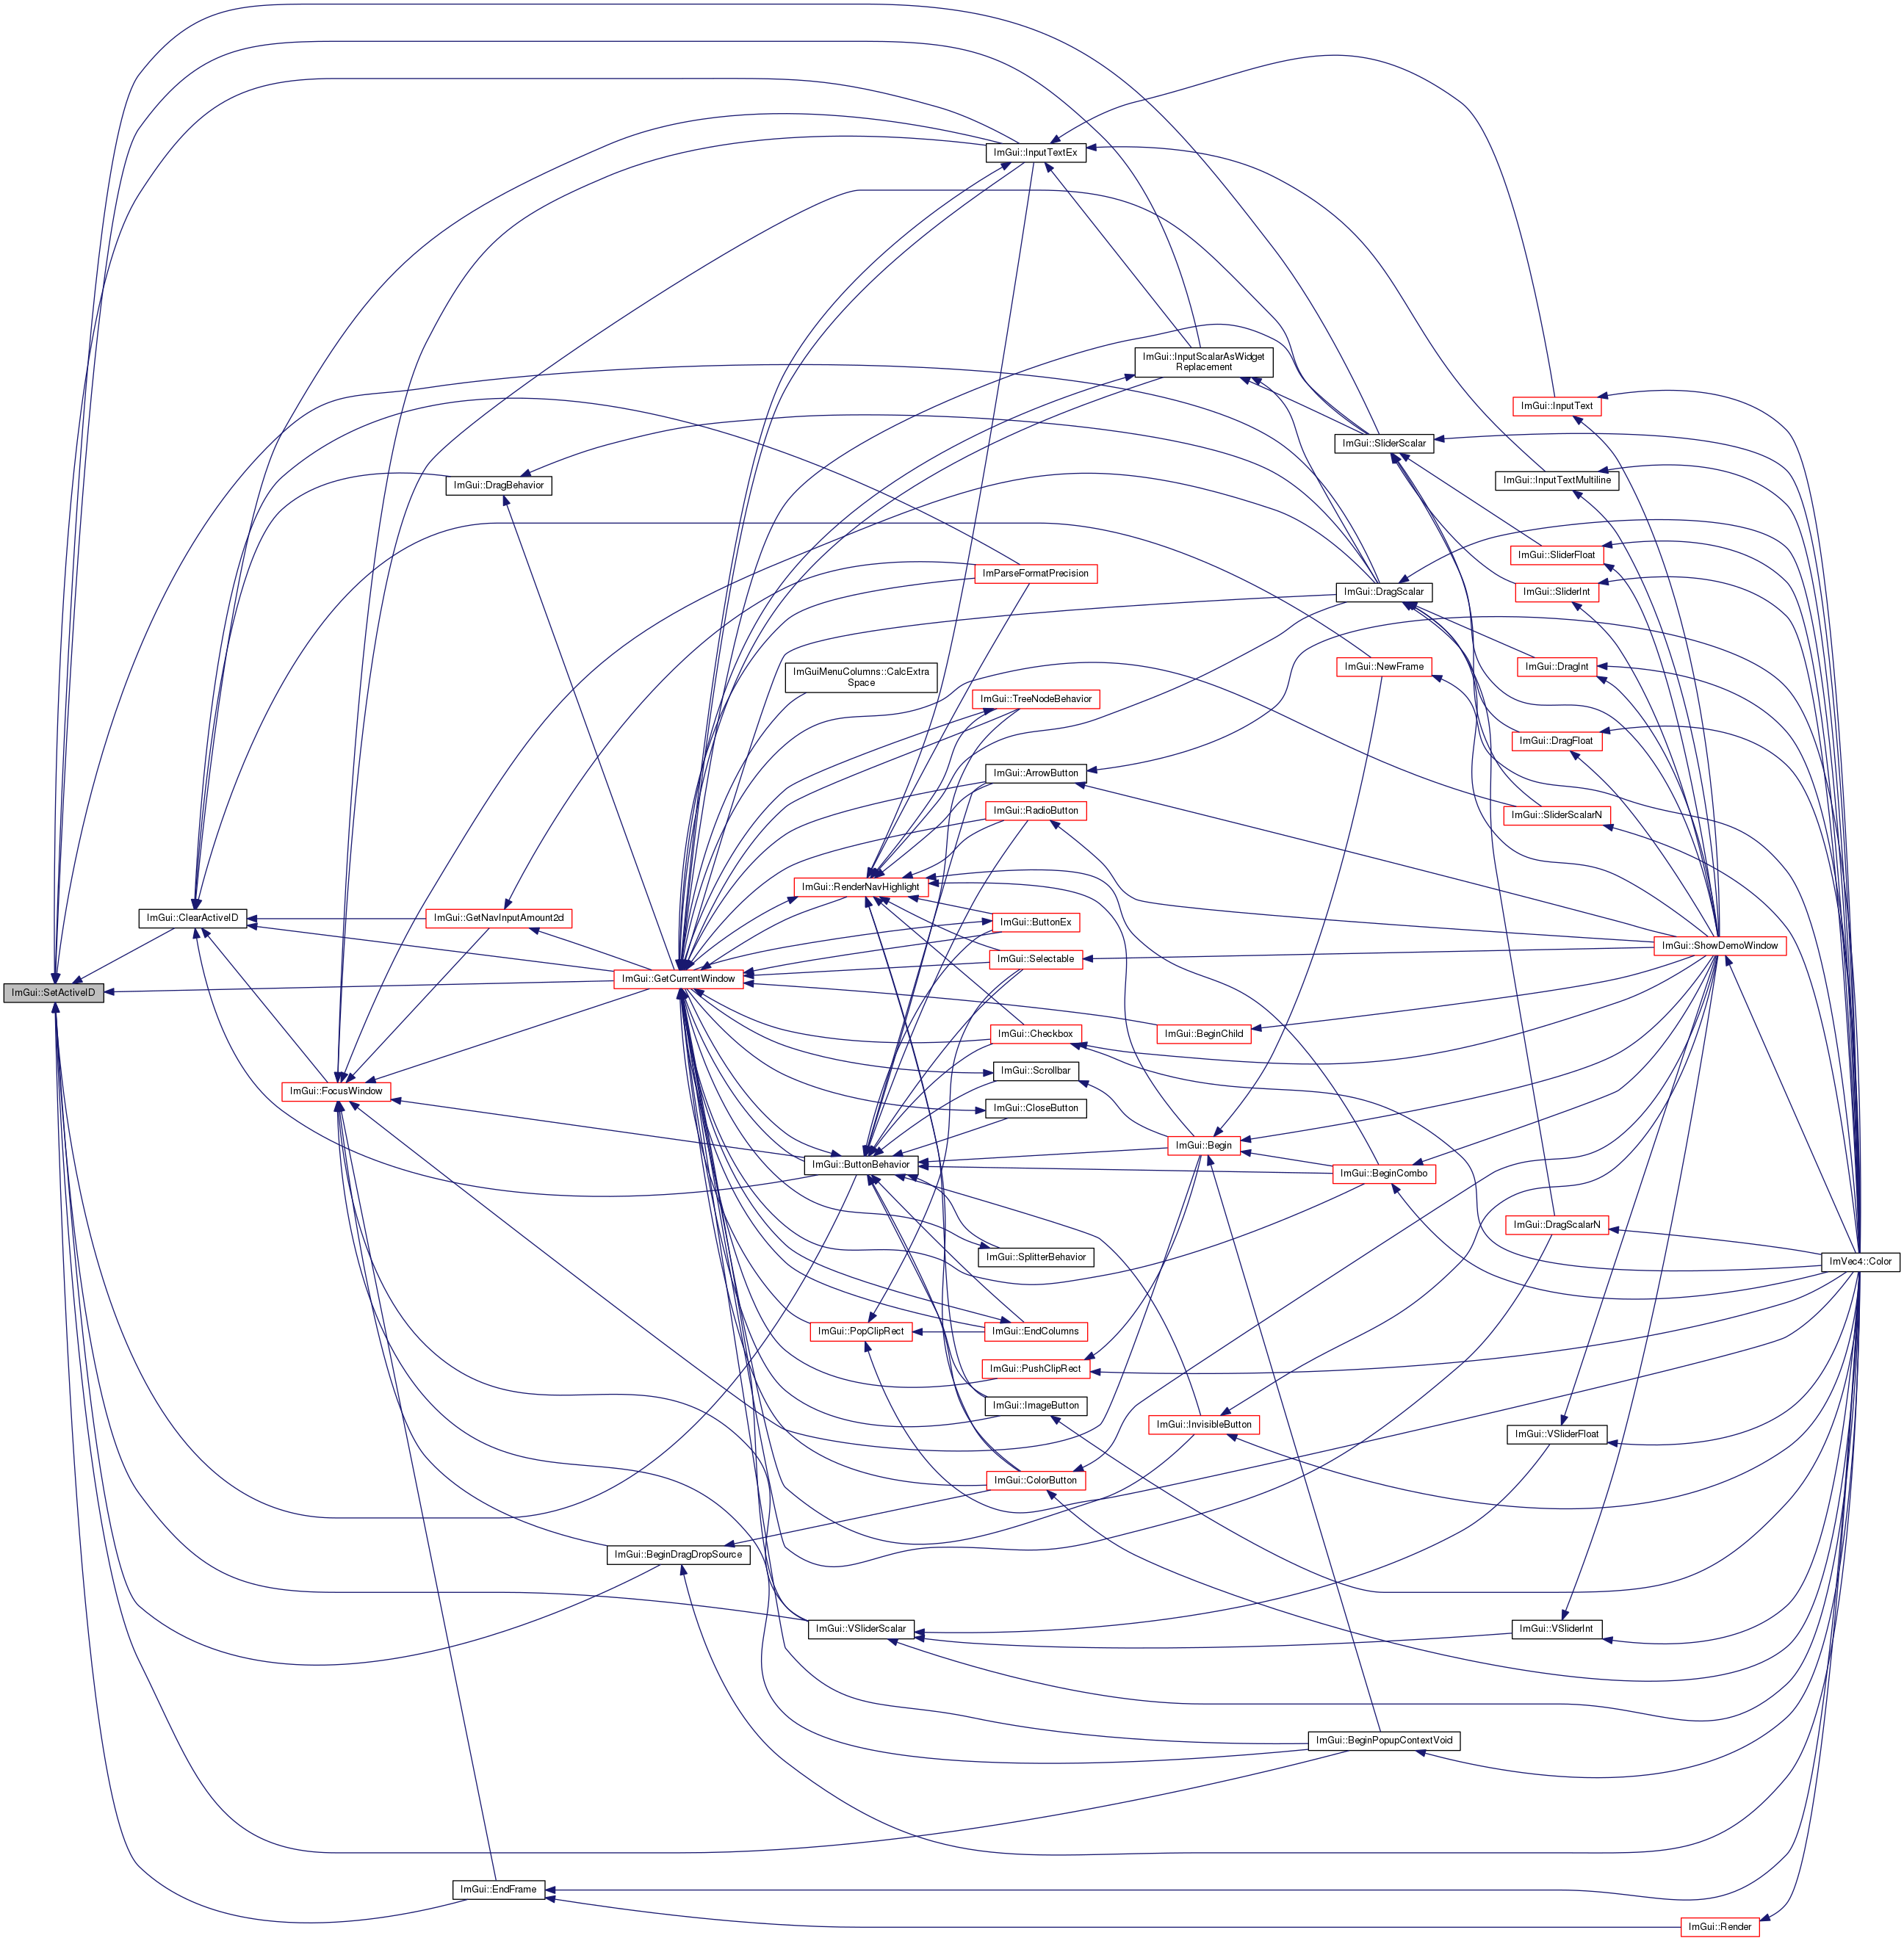 ImGui::InputTextEx
ImGui::InputScalarAsWidget
Replacement
ImGui::InputText
ImGui::SliderScalar
ImGui::InputTextMultiline
ImGui::DragBehavior
ImGui::SliderFloat
ImParseFormatPrecision
ImGui::SliderInt
ImGui::DragScalar
ImGui::NewFrame
ImGui::DragInt
ImGuiMenuColumns::CalcExtra
Space
ImGui::TreeNodeBehavior
ImGui::DragFloat
ImGui::ArrowButton
ImGui::RadioButton
ImGui::SliderScalarN
ImGui::RenderNavHighlight
ImGui::ClearActiveID
ImGui::GetNavInputAmount2d
ImGui::ButtonEx
ImGui::ShowDemoWindow
ImGui::Selectable
ImGui::GetCurrentWindow
ImGui::SetActiveID
ImGui::Checkbox
ImGui::BeginChild
ImGui::Scrollbar
ImGui::FocusWindow
ImGui::CloseButton
ImGui::Begin
ImGui::ButtonBehavior
ImGui::BeginCombo
ImGui::DragScalarN
ImGui::SplitterBehavior
ImVec4::Color
ImGui::PopClipRect
ImGui::EndColumns
ImGui::PushClipRect
ImGui::ImageButton
ImGui::InvisibleButton
ImGui::VSliderFloat
ImGui::ColorButton
ImGui::BeginDragDropSource
ImGui::VSliderScalar
ImGui::VSliderInt
ImGui::BeginPopupContextVoid
ImGui::EndFrame
ImGui::Render